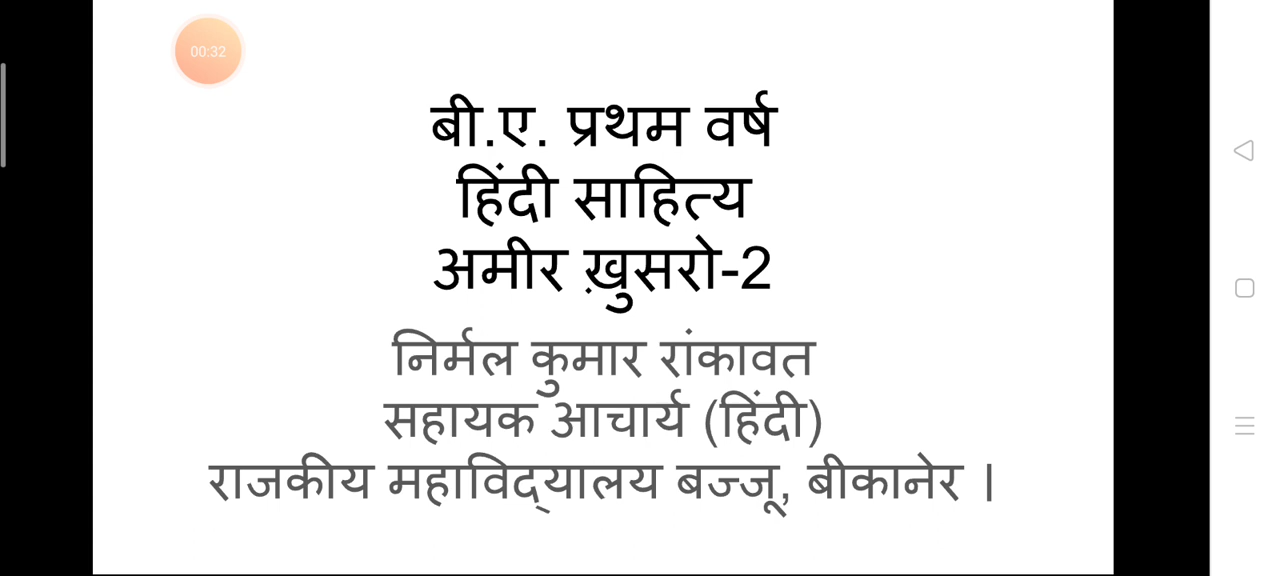 00:32
बी.ए. प्रथम वर्ष
हिंदी साहित्य
अमीर ख़ुसरो-2
निर्मल कुमार रांकावत
सहायक आचार्य (हिंदी)
राजकीय महाविद्यालय बज्जू, बीकानेर ।